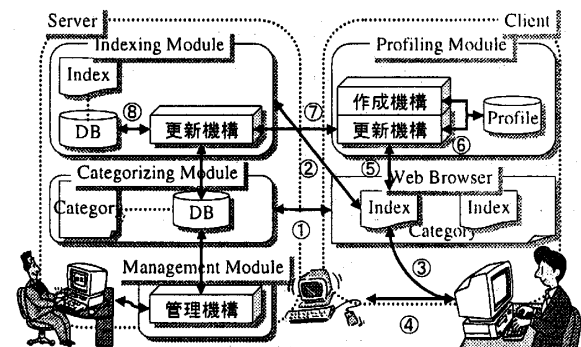 Server
Client
Indexing Module
Profiling Module
Index
作成機構
⑧
⑦
DB
更新機構
更新機構
Profile
⑥
②
⑤
Categorizing Module
Web Browser
Categor
DB
Index
Index
①
Category
Management Module
③
管理機構
④